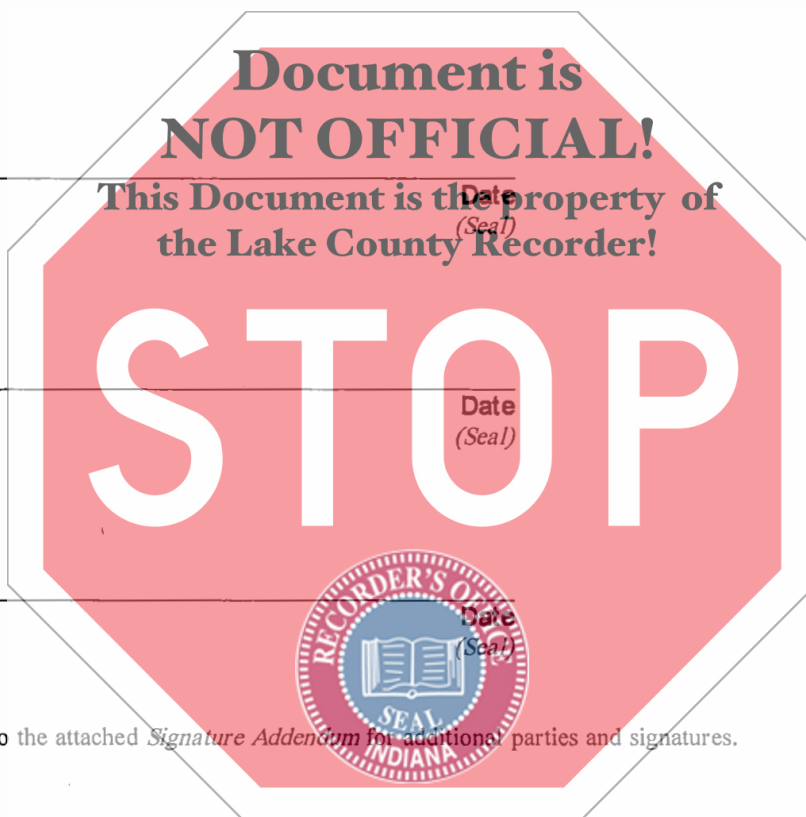 Document is
NOT OFFICIAL!
This Document is the property of
the Lake County Recorder!
Date
(Seal)
STOP
Date
(Seal)
RECORDER'S OFFICE
SEAL
INDIANA
Date
(Seal)
the attached Signature Addendum for additional parties and signatures.